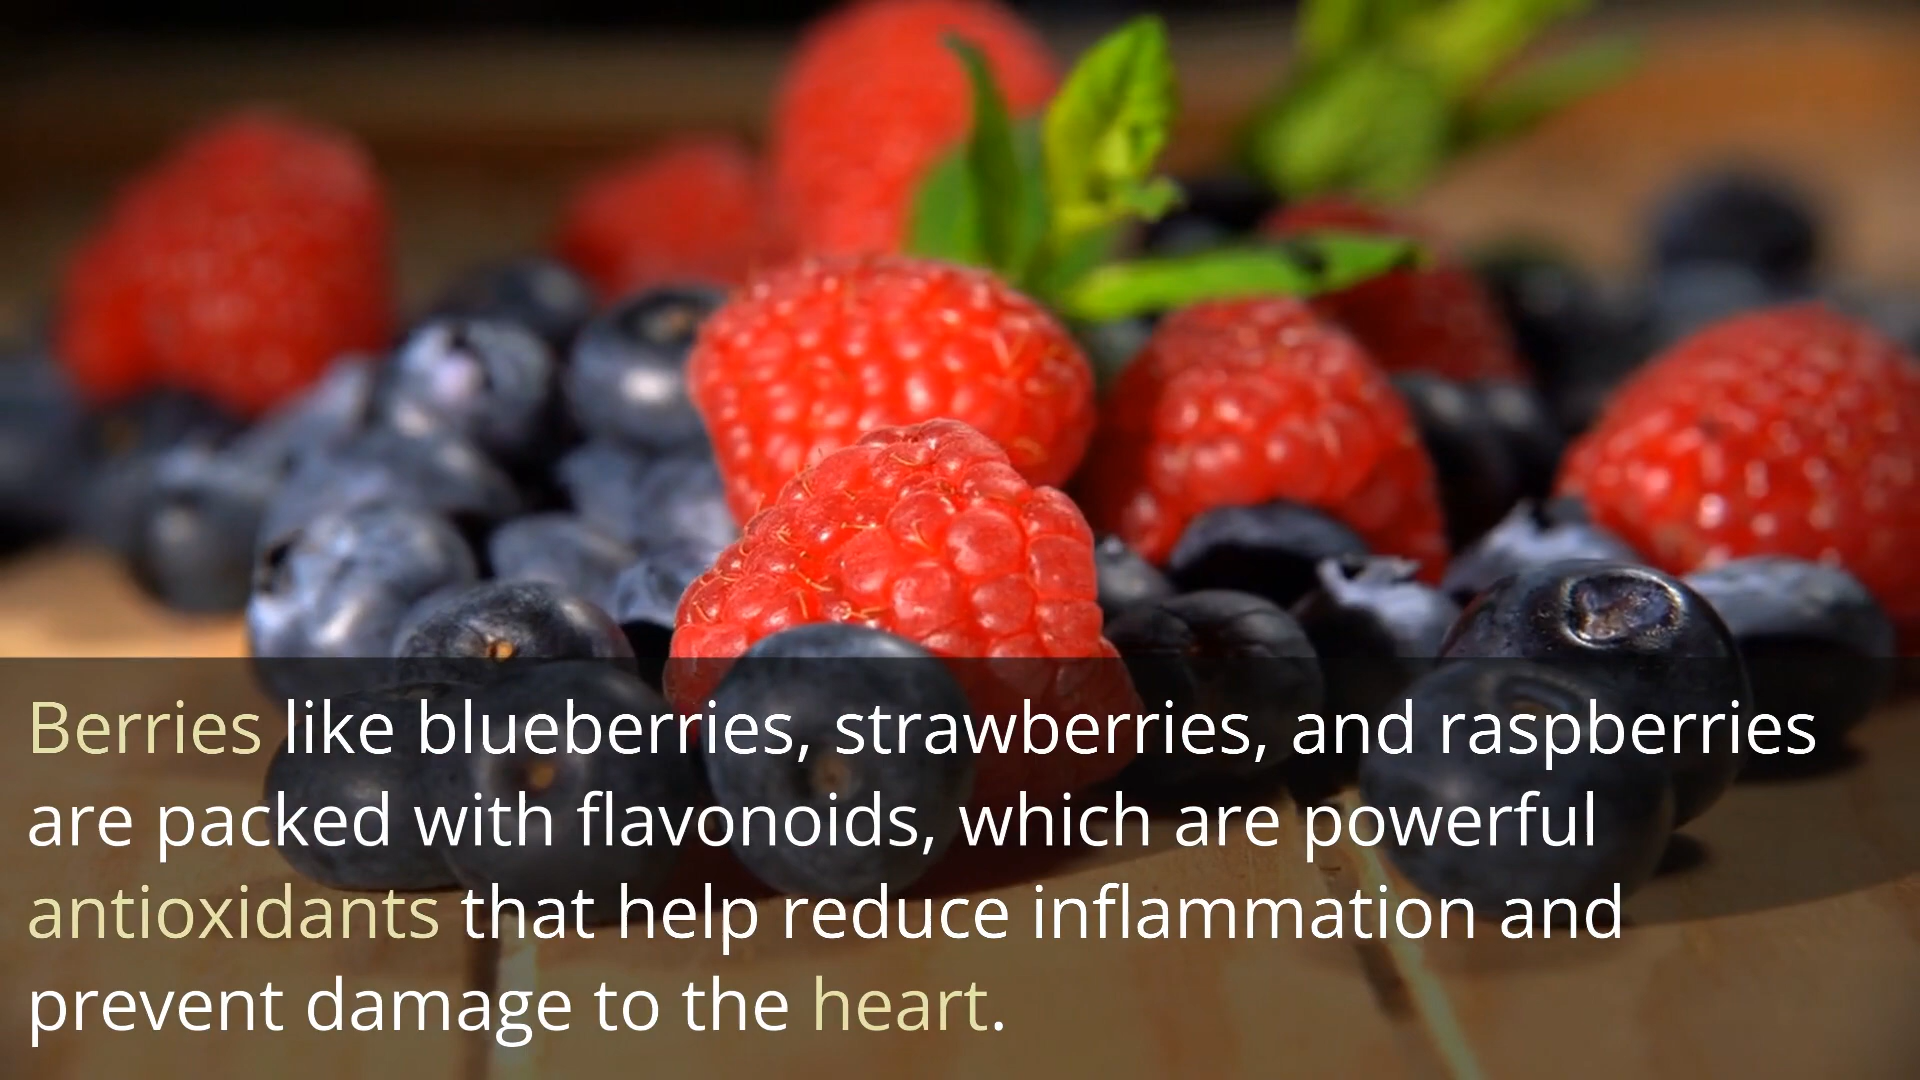 Berries like blueberries, strawberries, and raspberries
are packed with flavonoids, which are powerful
antioxidants that help reduce inflammation and
prevent damage to the heart.